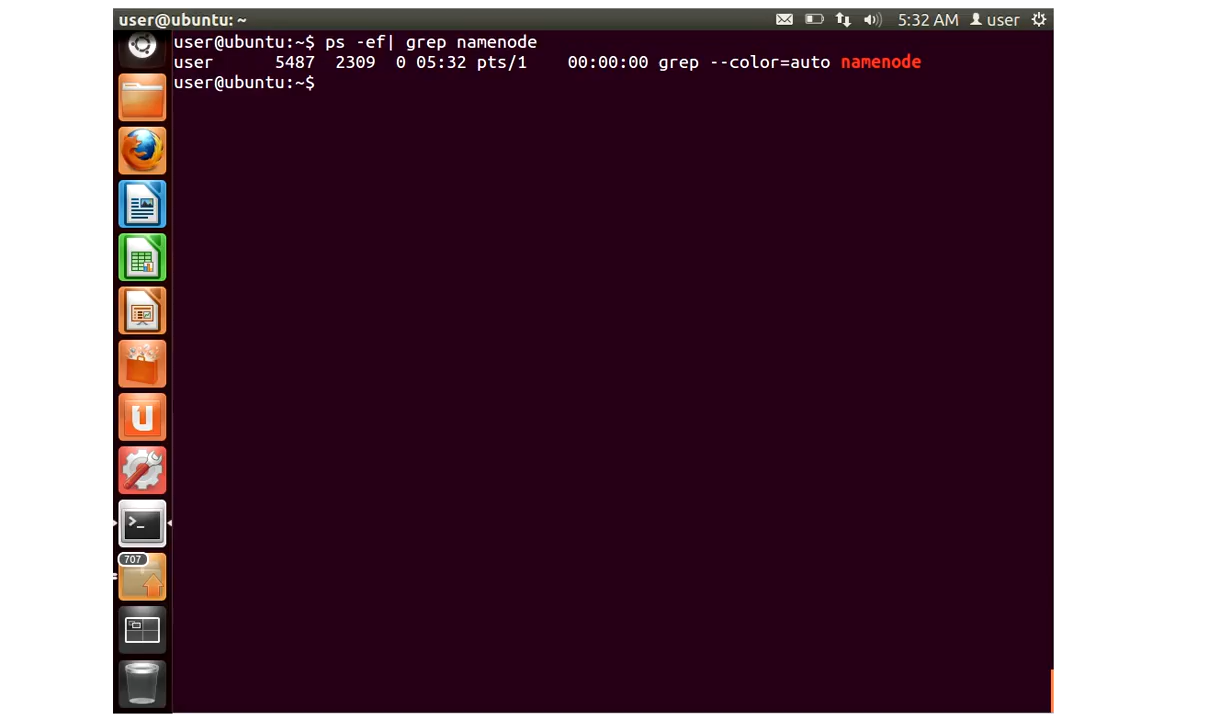 user@ubuntu: ~
5:32 AM user
user@ubuntu:~$ ps -ef| grep namenode
user 5487 2309 0 05:32 pts/1 00:00:00 grep --color=auto namenode
user@ubuntu:~$
707